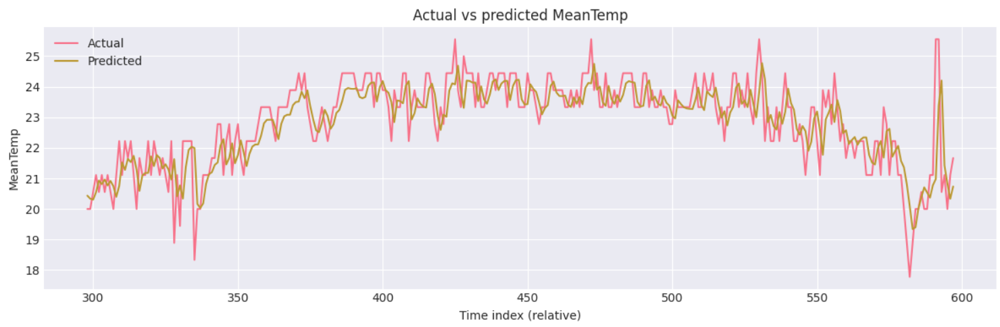 Actual vs predicted MeanTemp
Actual
Predicted
MeanTemp
25
24
23
22
21
20
19
18
300 350 400 450 500 550 600
Time index (relative)